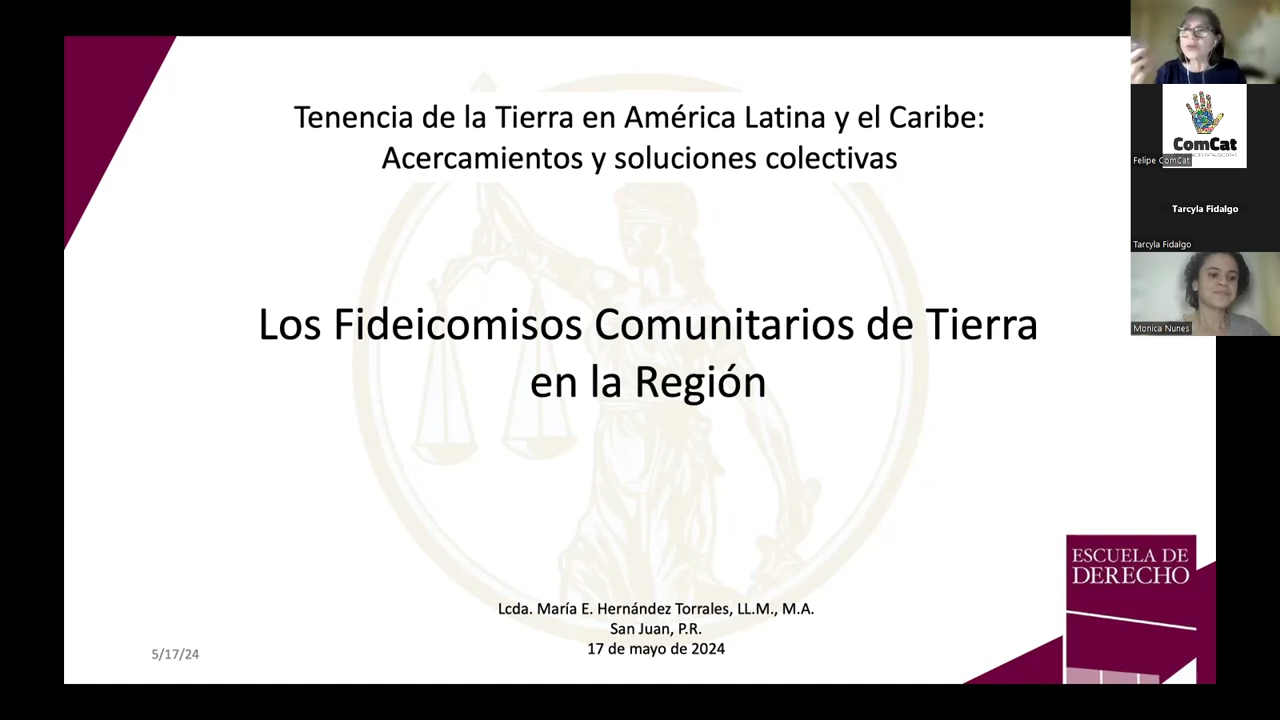 Tenencia de la Tierra en América Latina y el Caribe:
Acercamientos y soluciones colectivas
Los Fideicomisos Comunitarios de Tierra
en la Región
Lcda. María E. Hernández Torrales, LL.M., M.A.
San Juan, P.R.
17 de mayo de 2024
5/17/24
ESCUELA DE
DERECHO
ComCat
Felipe ComCat
Tarcyla Fidalgo
Tarcyla Fidalgo
Monica Nunes